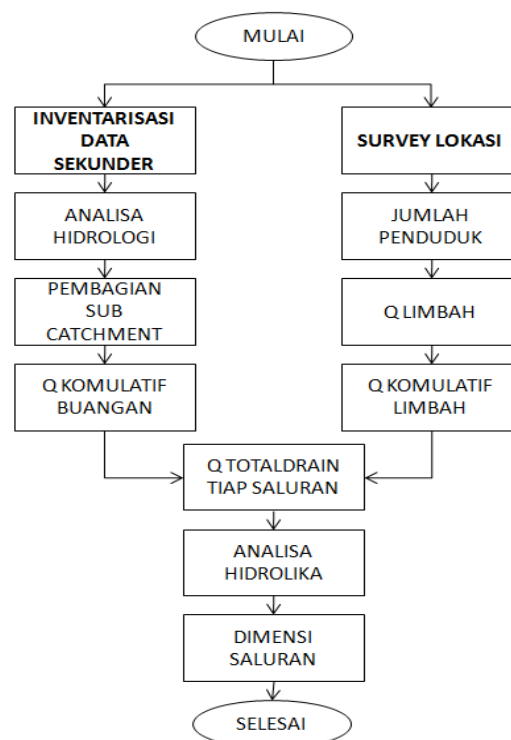 MULAI
INVENTARISASI
DATA
SEKUNDER
ANALISA
HIDROLOGI
PEMBAGIAN
SUB
CATCHMENT
Q KOMULATIF
BUANGAN
SURVEY LOKASI
JUMLAH
PENDUDUK
Q LIMBAH
Q KOMULATIF
LIMBAH
Q TOTALDRAIN
TIAP SALURAN
ANALISA
HIDROLIKA
DIMENSI
SALURAN
SELESAI